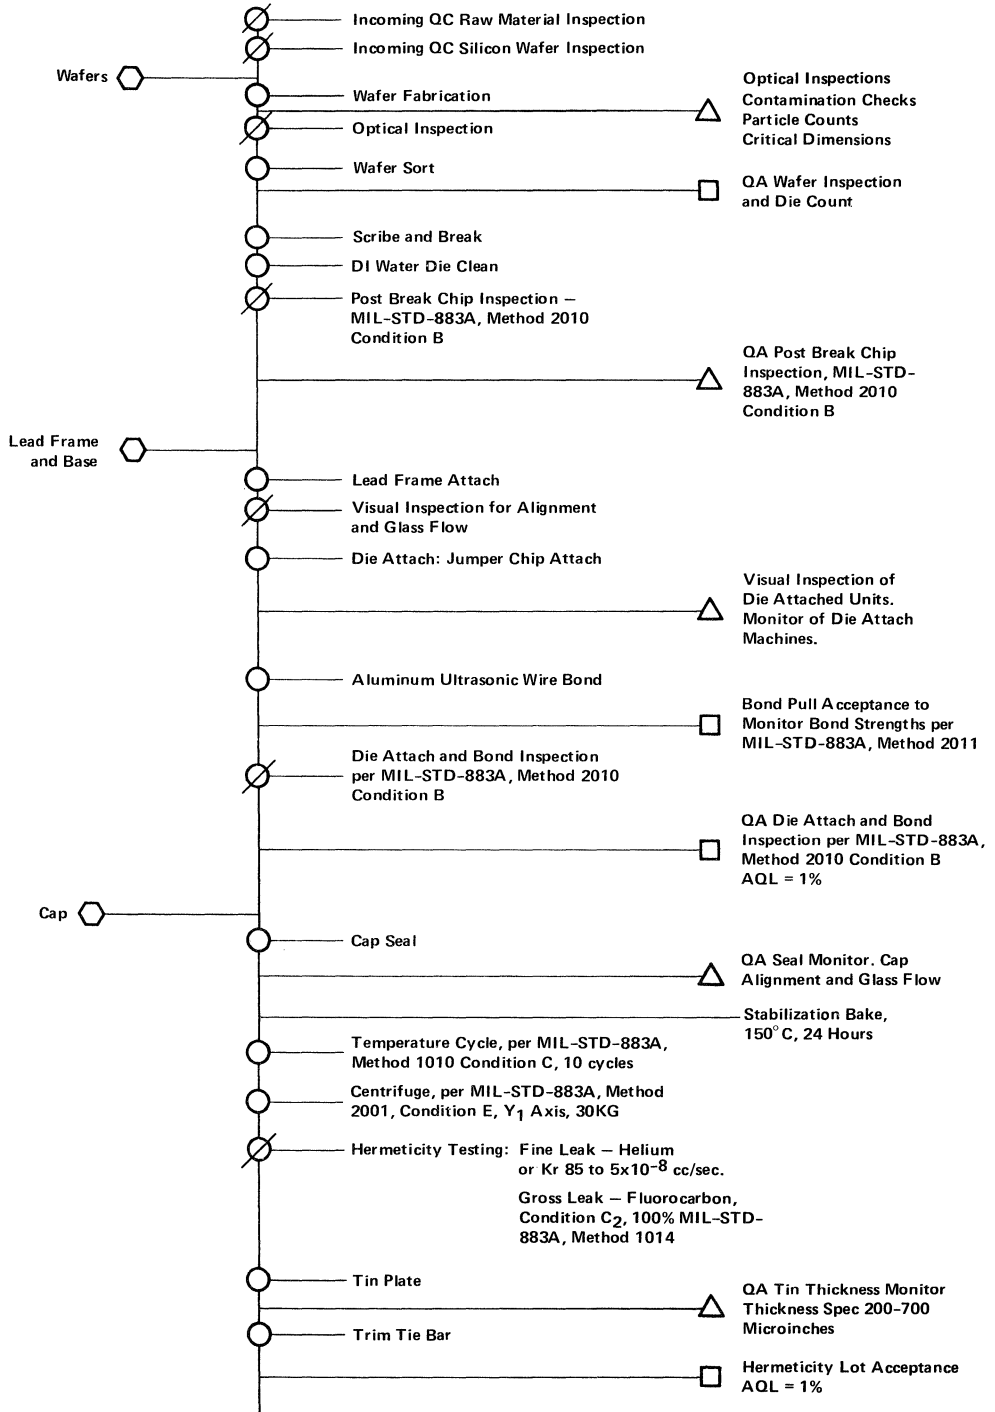 Incoming QC Raw Material Inspection
Incoming QC Silicon Wafer Inspection
Wafers
Wafer Fabrication
Optical Inspections
Contamination Checks
Particle Counts
Critical Dimensions
Optical Inspection
Wafer Sort
QA Wafer Inspection
and Die Count
Scribe and Break
DI Water Die Clean
Post Break Chip Inspection –
MIL-STD-883A, Method 2010
Condition B
QA Post Break Chip
Inspection, MIL-STD-
883A, Method 2010
Condition B
Lead Frame
and Base
Lead Frame Attach
Visual Inspection for Alignment
and Glass Flow
Die Attach: Jumper Chip Attach
Visual Inspection of
Die Attached Units.
Monitor of Die Attach
Machines.
Aluminum Ultrasonic Wire Bond
Bond Pull Acceptance to
Monitor Bond Strengths per
MIL-STD-883A, Method 2011
Die Attach and Bond Inspection
per MIL-STD-883A, Method 2010
Condition B
QA Die Attach and Bond
Inspection per MIL-STD-883A,
Method 2010 Condition B
AQL = 1%
Cap
Cap Seal
QA Seal Monitor. Cap
Alignment and Glass Flow
Stabilization Bake,
150°C, 24 Hours
Temperature Cycle, per MIL-STD-883A,
Method 1010 Condition C, 10 cycles
Centrifuge, per MIL-STD-883A, Method
2001, Condition E, Y₁ Axis, 30KG
Hermeticity Testing: Fine Leak – Helium
or Kr 85 to 5x10⁻⁸ cc/sec.
Gross Leak – Fluorocarbon,
Condition C₂, 100% MIL-STD-
883A, Method 1014
Tin Plate
QA Tin Thickness Monitor
Thickness Spec 200-700
Microinches
Trim Tie Bar
Hermeticity Lot Acceptance
AQL = 1%